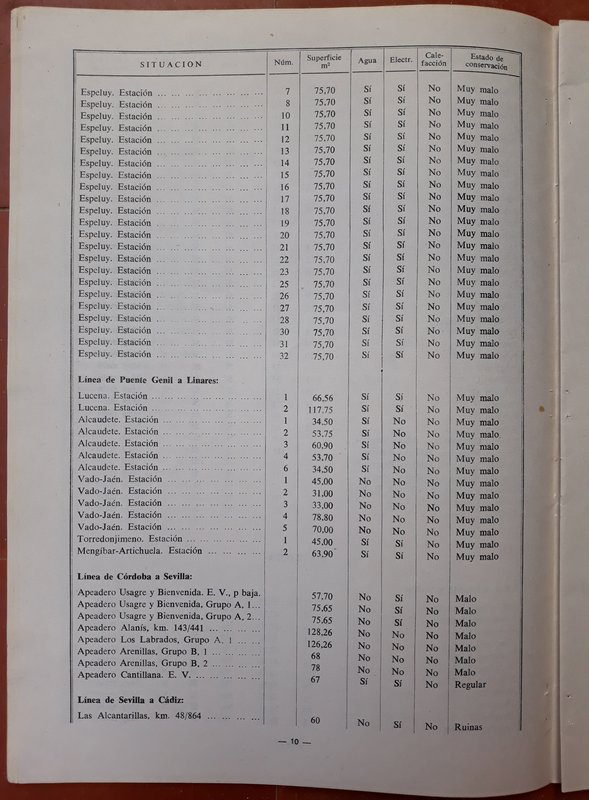 SITUACION Núm. Superficie m² Agua Electr. Cale-facción Estado de conservación
Espeluy. Estación ... ... ... ... ... ... ... ... ... 7 75,70 Sí Sí No Muy malo
Espeluy. Estación ... ... ... ... ... ... ... ... ... 8 75,70 Sí Sí No Muy malo
Espeluy. Estación ... ... ... ... ... ... ... ... ... 10 75,70 Sí Sí No Muy malo
Espeluy. Estación ... ... ... ... ... ... ... ... ... 11 75,70 Sí Sí No Muy malo
Espeluy. Estación ... ... ... ... ... ... ... ... ... 12 75,70 Sí Sí No Muy malo
Espeluy. Estación ... ... ... ... ... ... ... ... ... 13 75,70 Sí Sí No Muy malo
Espeluy. Estación ... ... ... ... ... ... ... ... ... 14 75,70 Sí Sí No Muy malo
Espeluy. Estación ... ... ... ... ... ... ... ... ... 15 75,70 Sí Sí No Muy malo
Espeluy. Estación ... ... ... ... ... ... ... ... ... 16 75,70 Sí Sí No Muy malo
Espeluy. Estación ... ... ... ... ... ... ... ... ... 17 75,70 Sí Sí No Muy malo
Espeluy. Estación ... ... ... ... ... ... ... ... ... 18 75,70 Sí Sí No Muy malo
Espeluy. Estación ... ... ... ... ... ... ... ... ... 19 75,70 Sí Sí No Muy malo
Espeluy. Estación ... ... ... ... ... ... ... ... ... 20 75,70 Sí Sí No Muy malo
Espeluy. Estación ... ... ... ... ... ... ... ... ... 21 75,70 Sí Sí No Muy malo
Espeluy. Estación ... ... ... ... ... ... ... ... ... 22 75,70 Sí Sí No Muy malo
Espeluy. Estación ... ... ... ... ... ... ... ... ... 23 75,70 Sí Sí No Muy malo
Espeluy. Estación ... ... ... ... ... ... ... ... ... 25 75,70 Sí Sí No Muy malo
Espeluy. Estación ... ... ... ... ... ... ... ... ... 26 75,70 Sí Sí No Muy malo
Espeluy. Estación ... ... ... ... ... ... ... ... ... 27 75,70 Sí Sí No Muy malo
Espeluy. Estación ... ... ... ... ... ... ... ... ... 28 75,70 Sí Sí No Muy malo
Espeluy. Estación ... ... ... ... ... ... ... ... ... 30 75,70 Sí Sí No Muy malo
Espeluy. Estación ... ... ... ... ... ... ... ... ... 31 75,70 Sí Sí No Muy malo
Espeluy. Estación ... ... ... ... ... ... ... ... ... 32 75,70 Sí Sí No Muy malo
Línea de Puente Genil a Linares:
Lucena. Estación ... ... ... ... ... ... ... ... ... 1 66,56 Sí Sí No Muy malo
Lucena. Estación ... ... ... ... ... ... ... ... ... 2 117,75 Sí Sí No Muy malo
Alcaudete. Estación ... ... ... ... ... ... ... ... 1 34,50 Sí No No Muy malo
Alcaudete. Estación ... ... ... ... ... ... ... ... 2 53,75 Sí No No Muy malo
Alcaudete. Estación ... ... ... ... ... ... ... ... 3 60,90 Sí No No Muy malo
Alcaudete. Estación ... ... ... ... ... ... ... ... 4 53,70 Sí No No Muy malo
Alcaudete. Estación ... ... ... ... ... ... ... ... 6 34,50 Sí No No Muy malo
Vado-Jaén. Estación ... ... ... ... ... ... ... ... 1 45,00 No No No Muy malo
Vado-Jaén. Estación ... ... ... ... ... ... ... ... 2 31,00 No No No Muy malo
Vado-Jaén. Estación ... ... ... ... ... ... ... ... 3 33,00 No No No Muy malo
Vado-Jaén. Estación ... ... ... ... ... ... ... ... 4 78,80 No No No Muy malo
Vado-Jaén. Estación ... ... ... ... ... ... ... ... 5 70,00 No No No Muy malo
Torredonjimeno. Estación ... ... ... ... ... ... 1 45,00 Sí Sí No Muy malo
Mengíbar-Artichuela. Estación ... ... ... ... 2 63,90 Sí Sí No Muy malo
Línea de Córdoba a Sevilla:
Apeadero Usagre y Bienvenida. E. V., p baja. 57,70 No Sí No Malo
Apeadero Usagre y Bienvenida, Grupo A, 1... 75,65 No Sí No Malo
Apeadero Usagre y Bienvenida, Grupo A, 2... 75,65 No Sí No Malo
Apeadero Alanís, km. 143/441 ... ... ... ... 128,26 No No No Malo
Apeadero Los Labrados, Grupo A, 1 ... ... 126,26 No No No Malo
Apeadero Arenillas, Grupo B, 1 ... ... ... ... 68 No No No Malo
Apeadero Arenillas, Grupo B, 2 ... ... ... ... 78 No No No Malo
Apeadero Cantillana. E. V. ... ... ... ... ... 67 Sí Sí No Regular
Línea de Sevilla a Cádiz:
Las Alcantarillas, km. 48/864 ... ... ... ... 60 No Sí No Ruinas
— 10 —